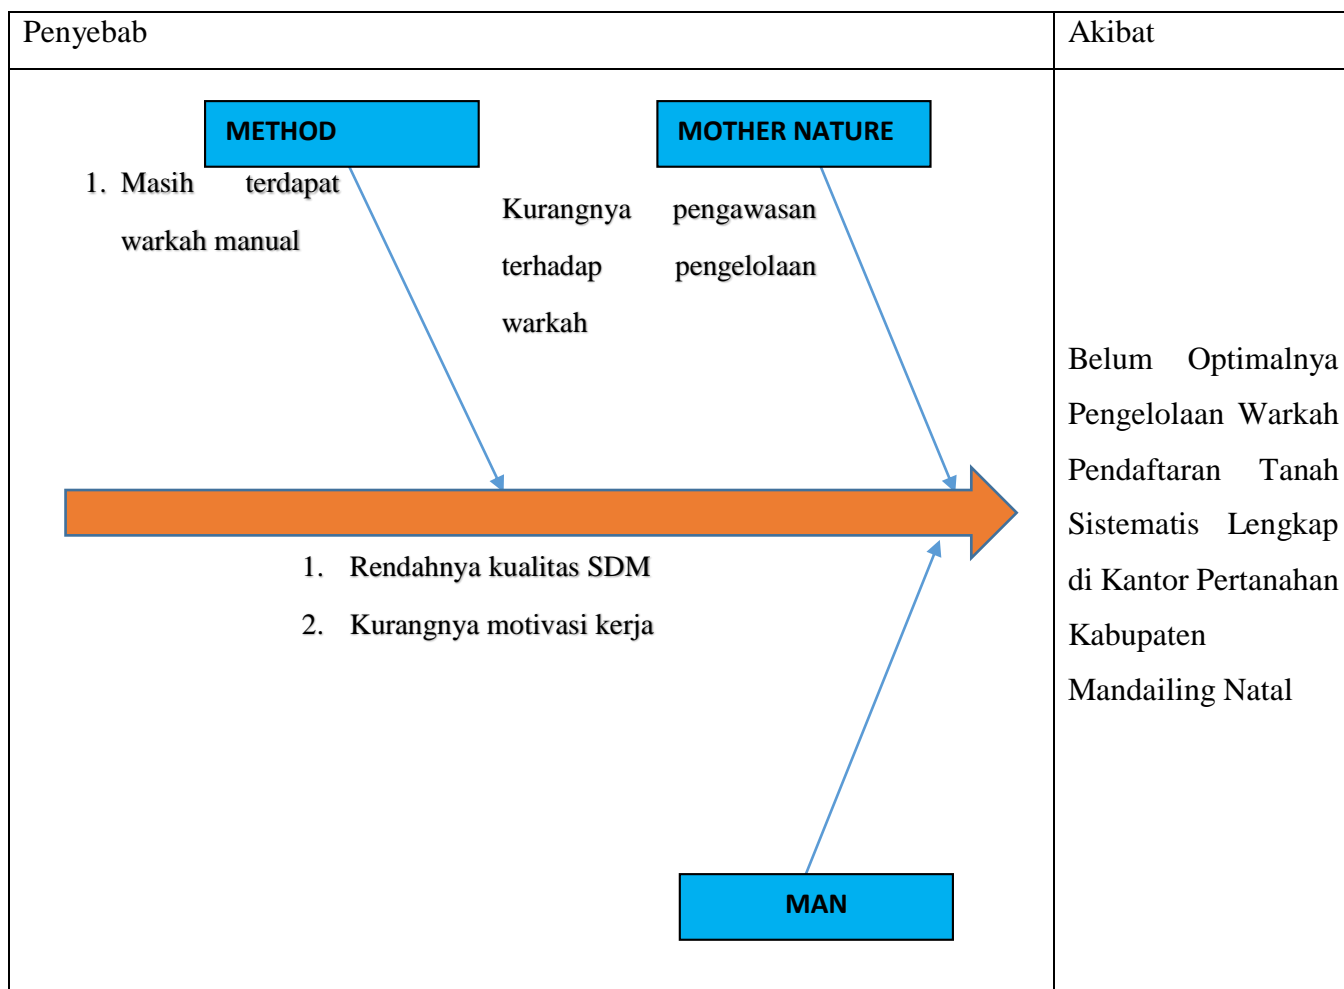 Penyebab
Akibat
METHOD
MOTHER NATURE
1. Masih terdapat
warkah manual
Kurangnya pengawasan
terhadap pengelolaan
warkah
1. Rendahnya kualitas SDM
2. Kurangnya motivasi kerja
MAN
Belum Optimalnya
Pengelolaan Warkah
Pendaftaran Tanah
Sistematis Lengkap
di Kantor Pertanahan
Kabupaten
Mandailing Natal